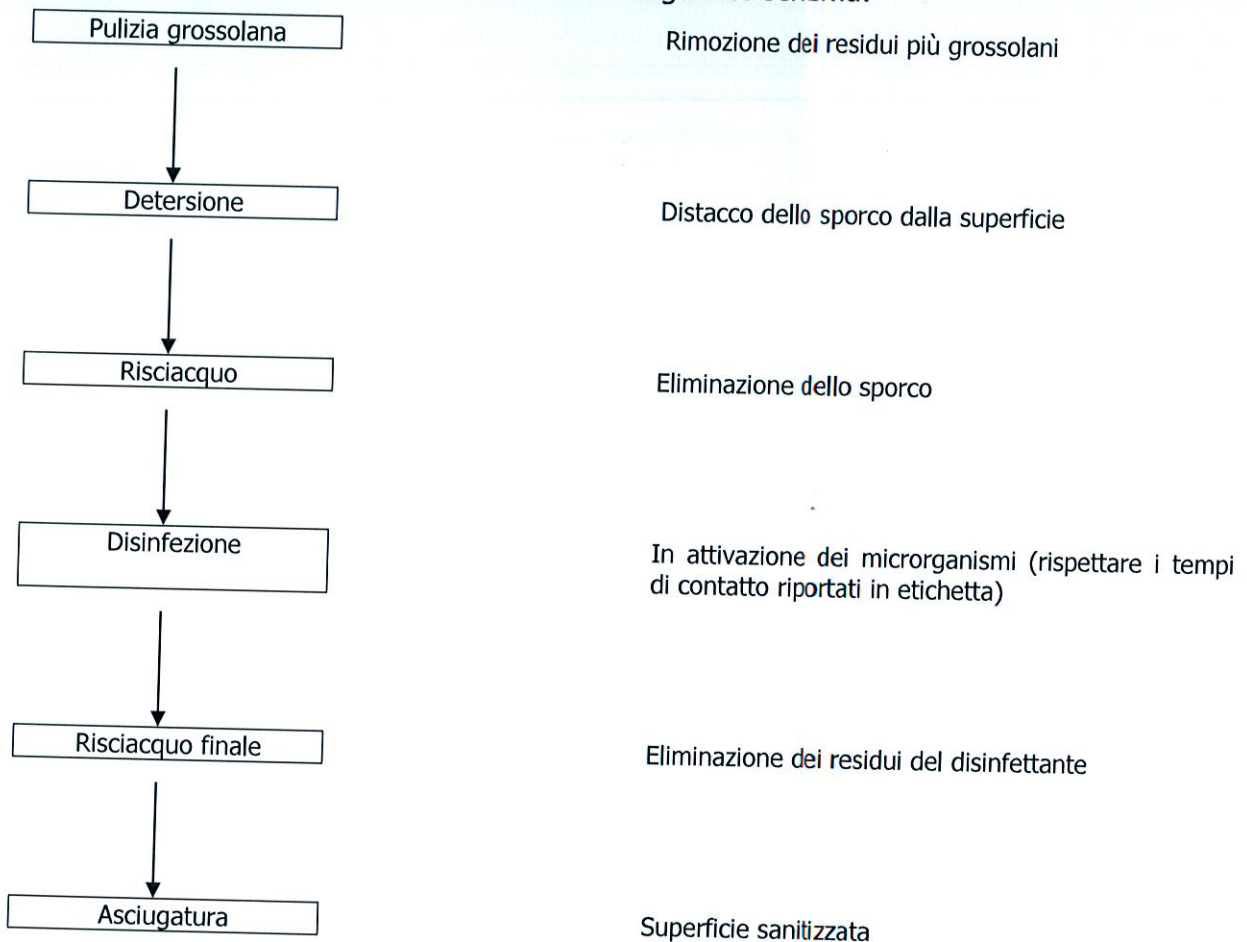 Pulizia grossolana
Rimozione dei residui più grossolani
Detersione
Distacco dello sporco dalla superficie
Risciacquo
Eliminazione dello sporco
Disinfezione
In attivazione dei microrganismi (rispettare i tempi
di contatto riportati in etichetta)
Risciacquo finale
Eliminazione dei residui del disinfettante
Asciugatura
Superficie sanitizzata